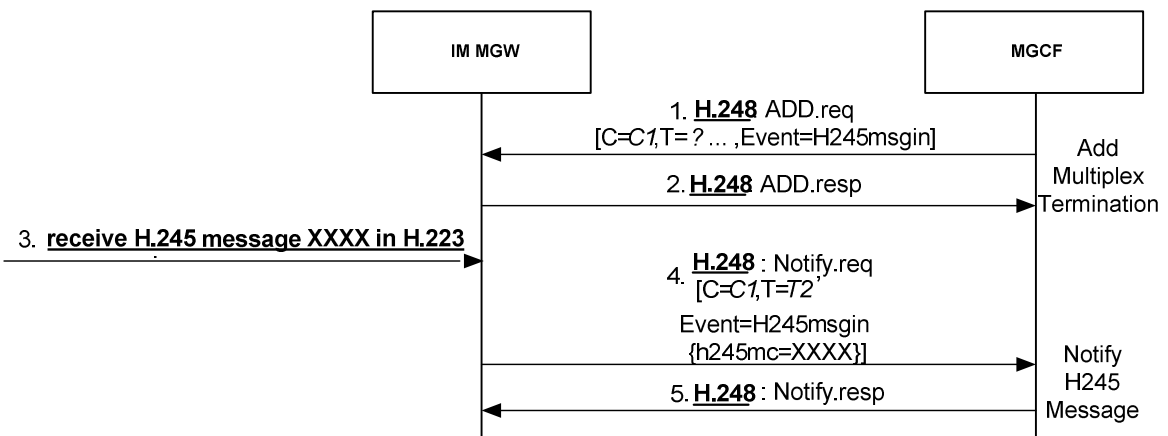 IM MGW
MGCF
1. H.248: ADD.req
[C=C1,T= ? ... ,Event=H245msgin]
Add
Multiplex
Termination
2. H.248: ADD.resp
3. receive H.245 message XXXX in H.223
4. H.248 : Notify.req
[C=C1,T=T2,
Event=H245msgin
{h245mc=XXXX}]
Notify
H245
Message
5. H.248 : Notify.resp